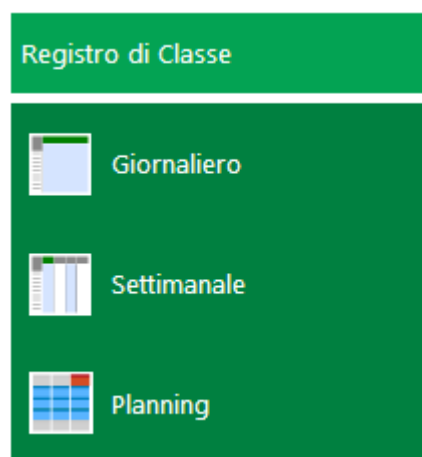 Registro di Classe
Giornaliero
Settimanale
Planning